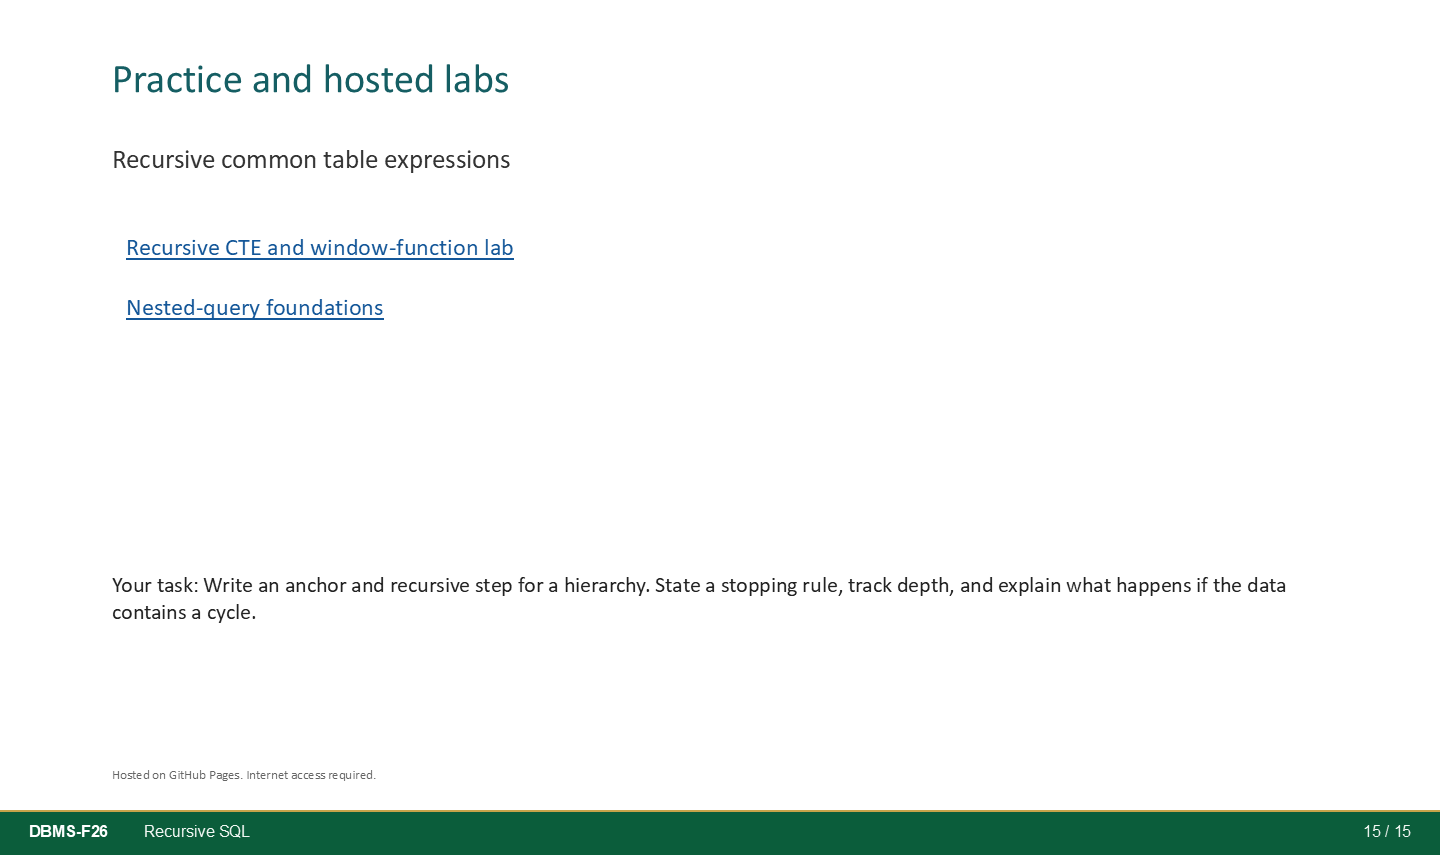 Practice and hosted labs
Recursive common table expressions
Recursive CTE and window-function lab
Nested-query foundations
Your task: Write an anchor and recursive step for a hierarchy. State a stopping rule, track depth, and explain what happens if the data
contains a cycle.
Hosted on GitHub Pages. Internet access required.
DBMS-F26 Recursive SQL 15 / 15